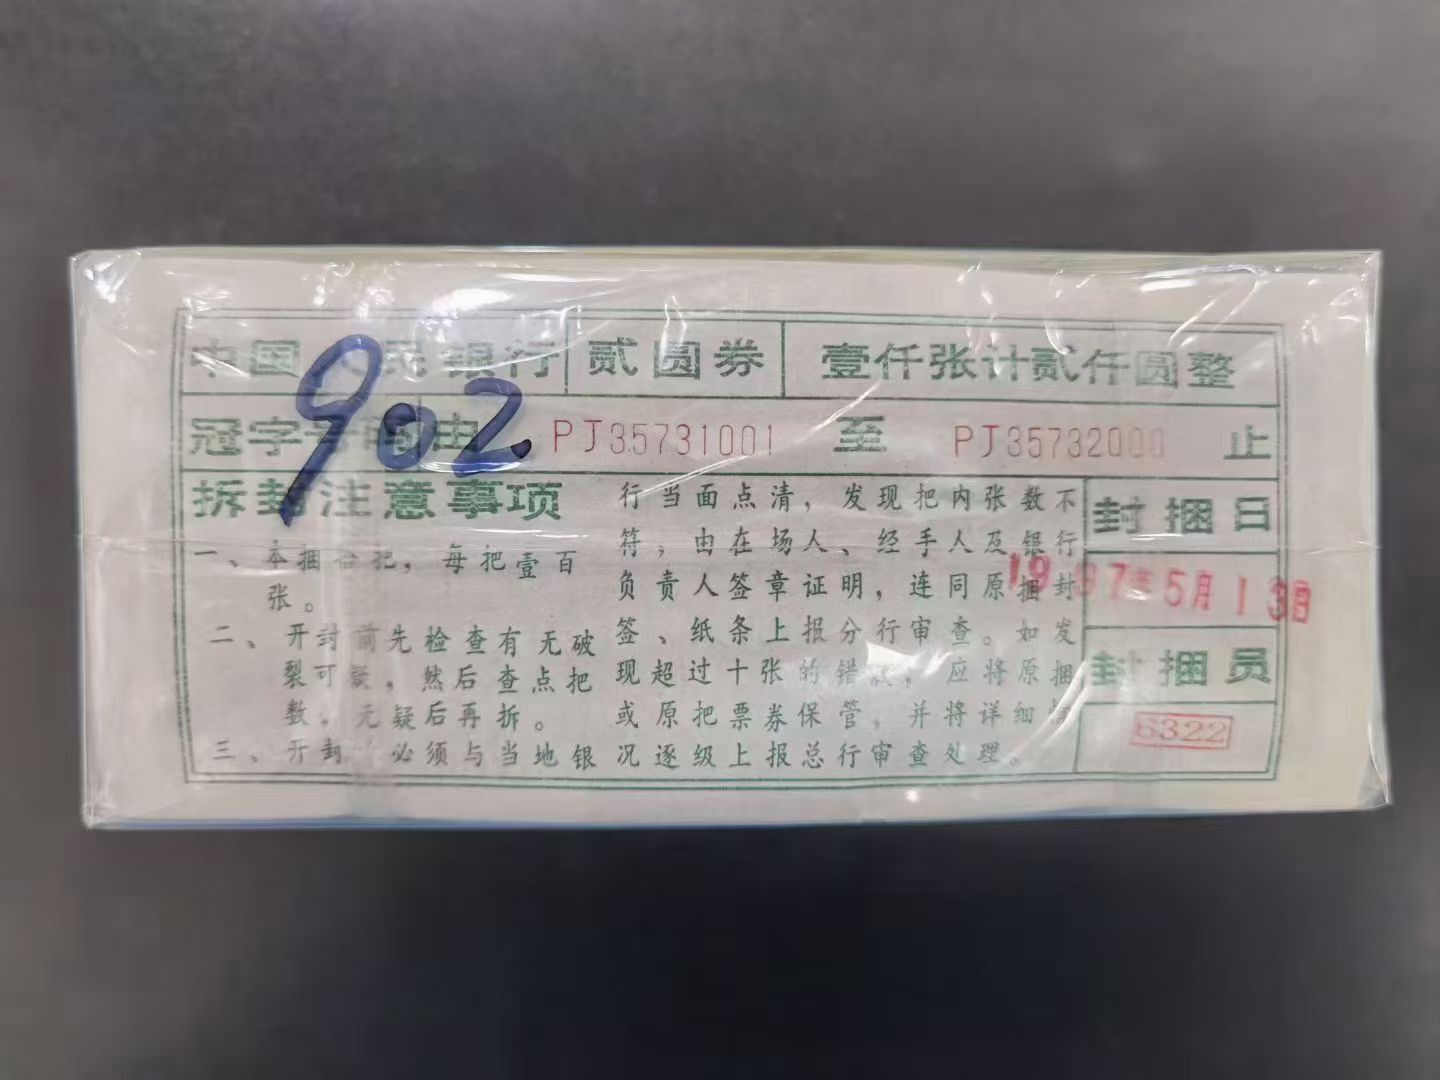 中国人民银行 贰圆券 壹仟张计贰仟圆整
902
冠字号码由 PJ35731001 至 PJ35732000 止
拆封注意事项
一、本捆拾把，每把壹百
张。
二、开封前先检查有无破
裂可疑，然后查点把
数，无疑后再拆。
三、开封 必须与当地银
行当面点清，发现把内张数不
符，由在场人、经手人及银行
负责人签章证明，连同原捆封
签、纸条上报分行审查。如发
现超过十张的错款，应将原捆
或原把票券保管，并将详细情
况逐级上报总行审查处理。
封捆日
1997年5月13日
封捆员
6322